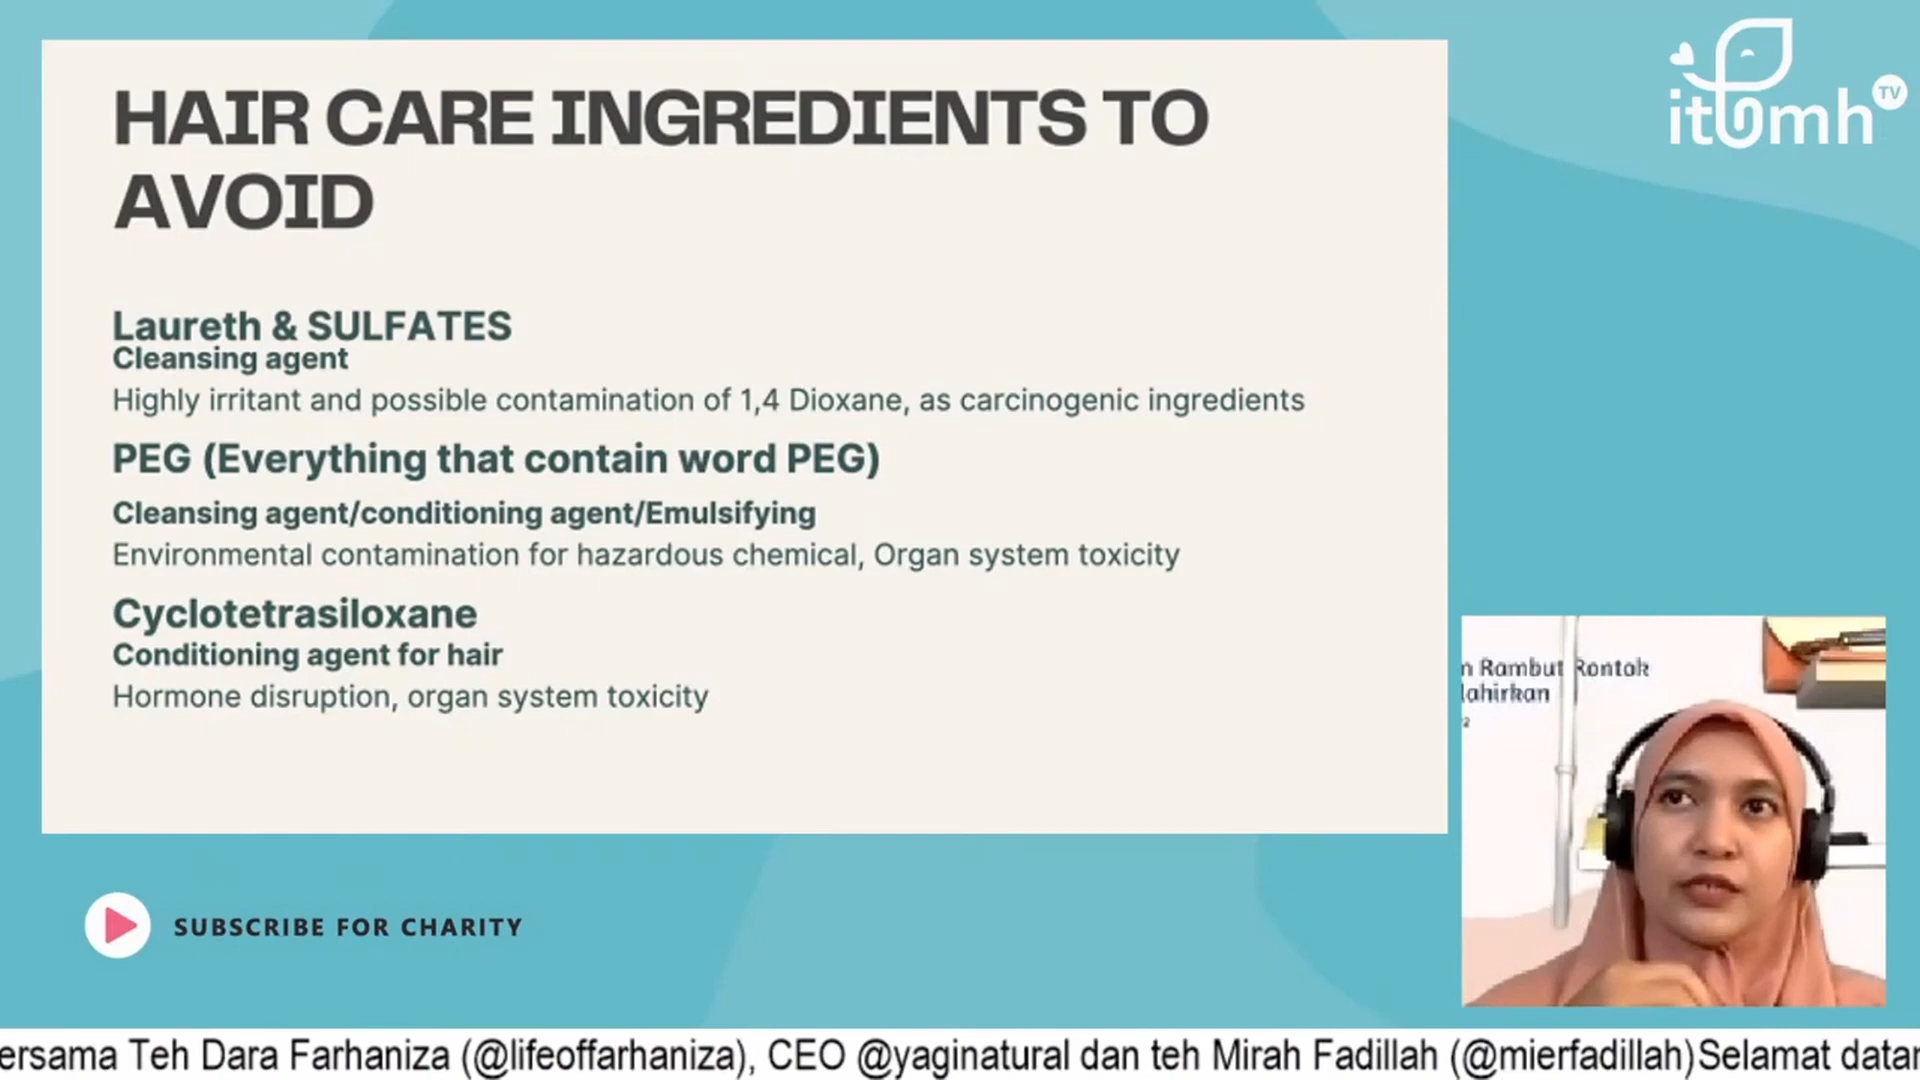 HAIR CARE INGREDIENTS TO
AVOID
Laureth & SULFATES
Cleansing agent
Highly irritant and possible contamination of 1,4 Dioxane, as carcinogenic ingredients
PEG (Everything that contain word PEG)
Cleansing agent/conditioning agent/Emulsifying
Environmental contamination for hazardous chemical, Organ system toxicity
Cyclotetrasiloxane
Conditioning agent for hair
Hormone disruption, organ system toxicity
itsmh TV
n Rambut Rontok
lahirkan
SUBSCRIBE FOR CHARITY
ersama Teh Dara Farhaniza (@lifeoffarhaniza), CEO @yaginatural dan teh Mirah Fadillah (@mierfadillah)Selamat datan